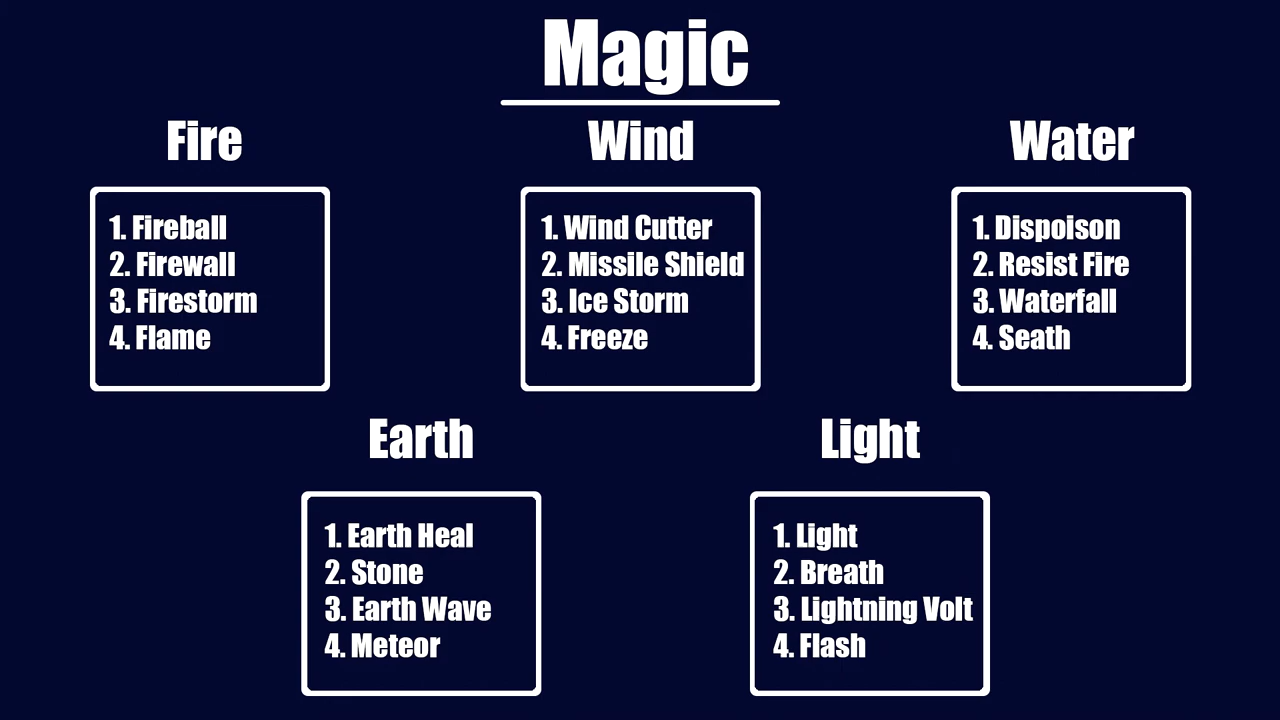 Magic
Fire
1. Fireball
2. Firewall
3. Firestorm
4. Flame
Wind
1. Wind Cutter
2. Missile Shield
3. Ice Storm
4. Freeze
Water
1. Dispoison
2. Resist Fire
3. Waterfall
4. Seath
Earth
1. Earth Heal
2. Stone
3. Earth Wave
4. Meteor
Light
1. Light
2. Breath
3. Lightning Volt
4. Flash